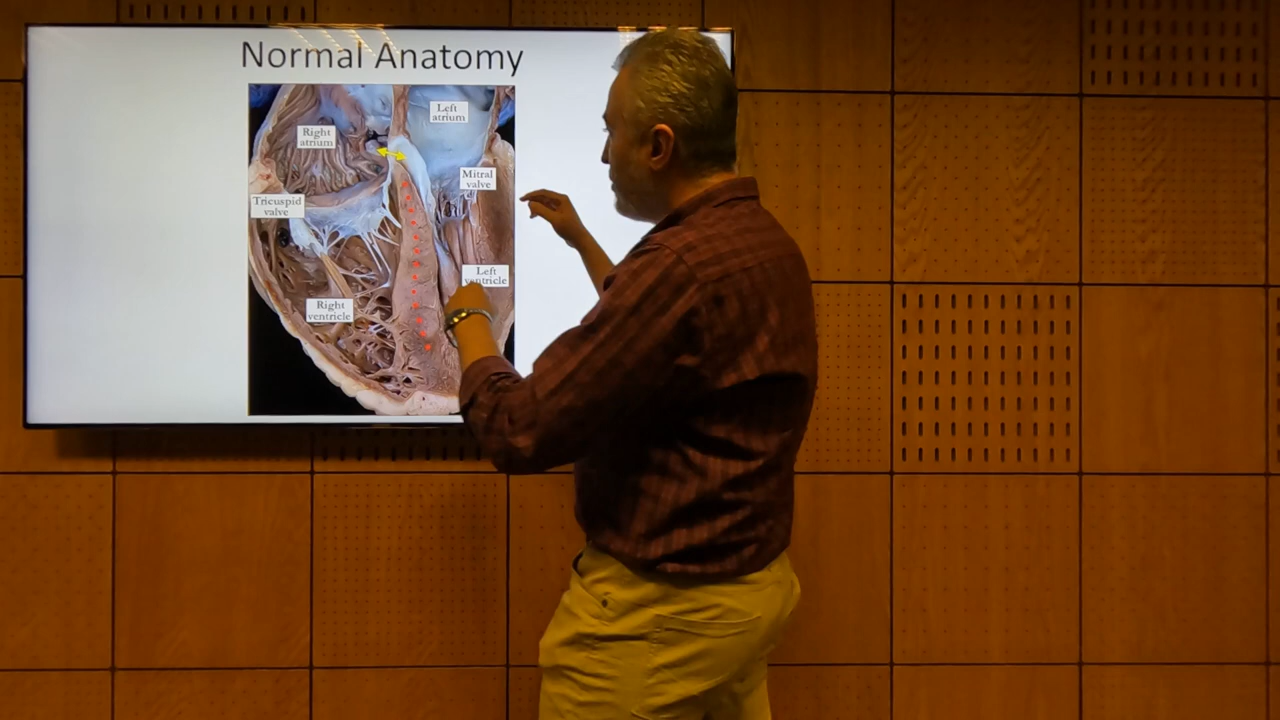 Normal Anatomy
Left
atrium
Right
atrium
Mitral
valve
Tricuspid
valve
Left
ventricle
Right
ventricle